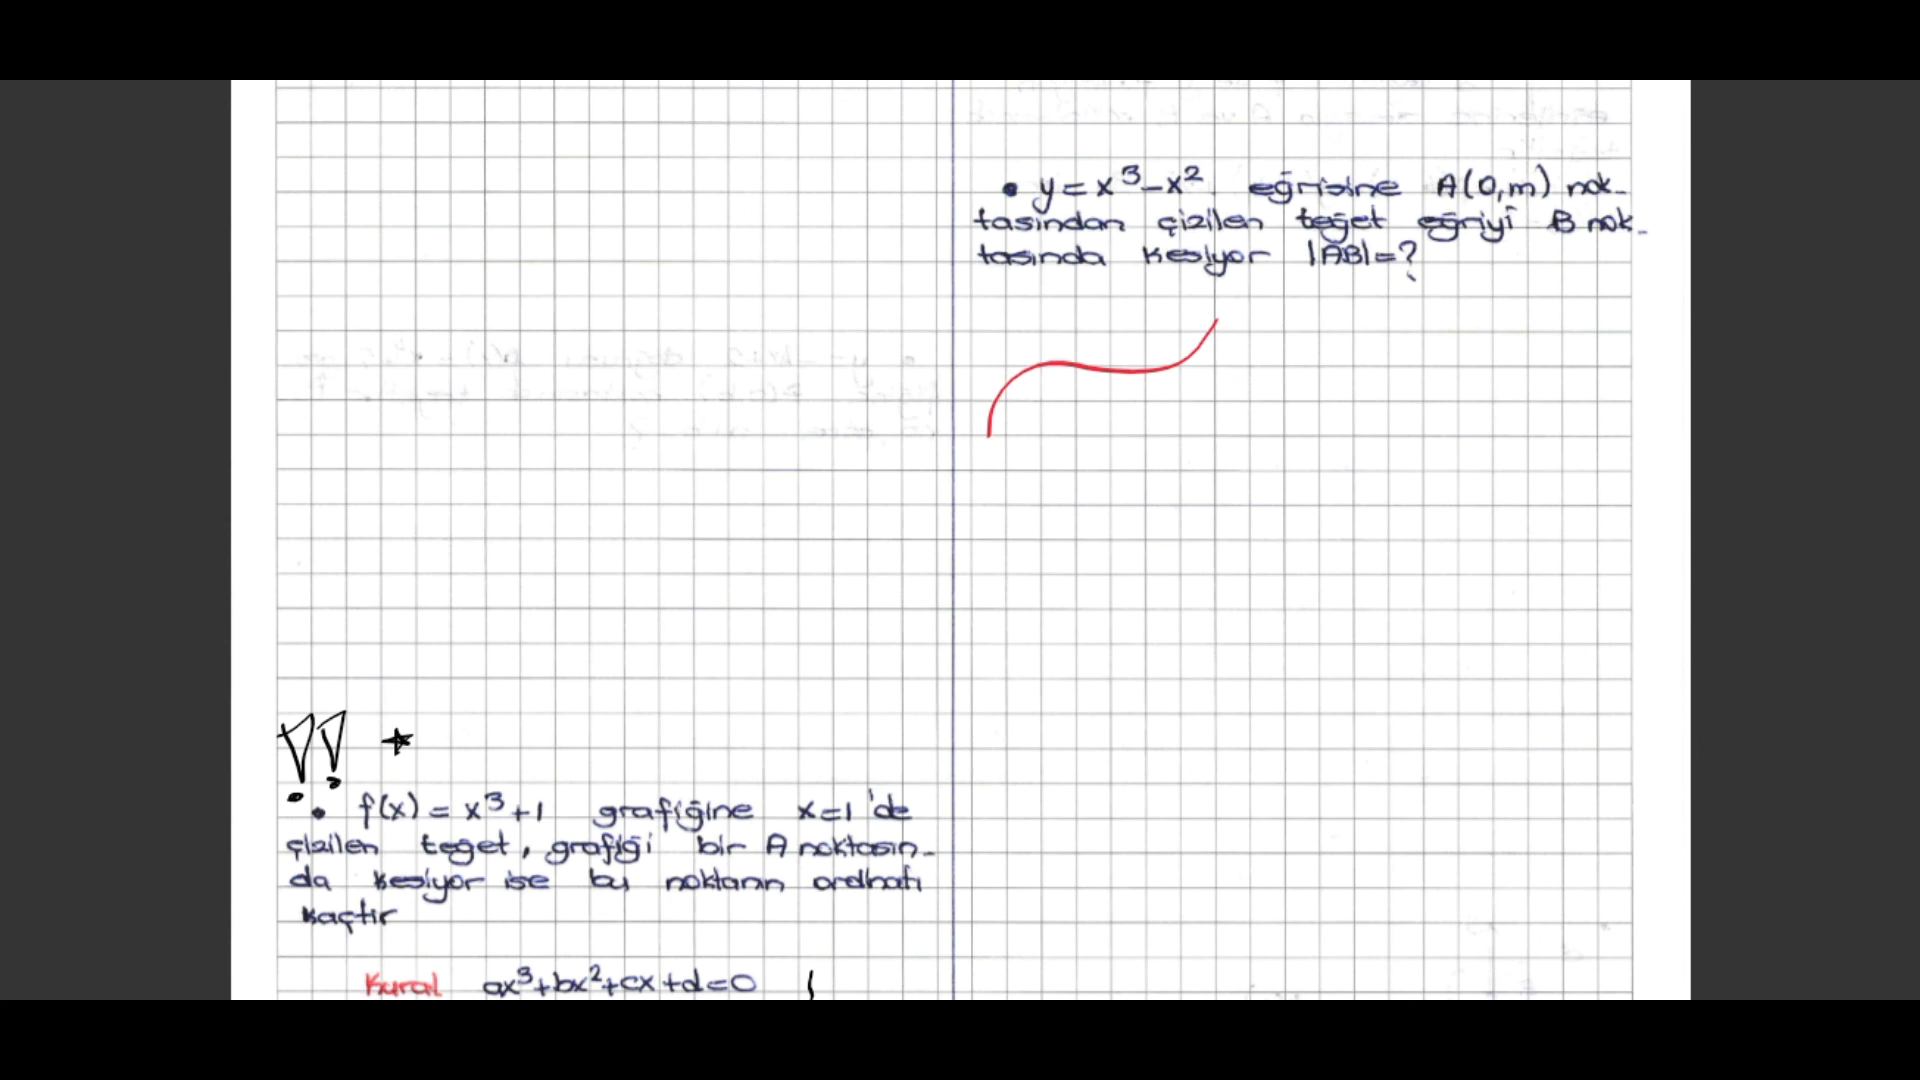 • y=x³-x² eğrisine A(0,m) nok-
tasından çizilen teğet eğriyi B nok-
tasında kesiyor |AB|=?
!! ★
• f(x) = x³+1 grafiğine x=1'de
çizilen teğet, grafiği bir A noktasın-
da kesiyor ise bu noktanın ordinatı
kaçtır
Kural ax³+bx²+cx+d=0